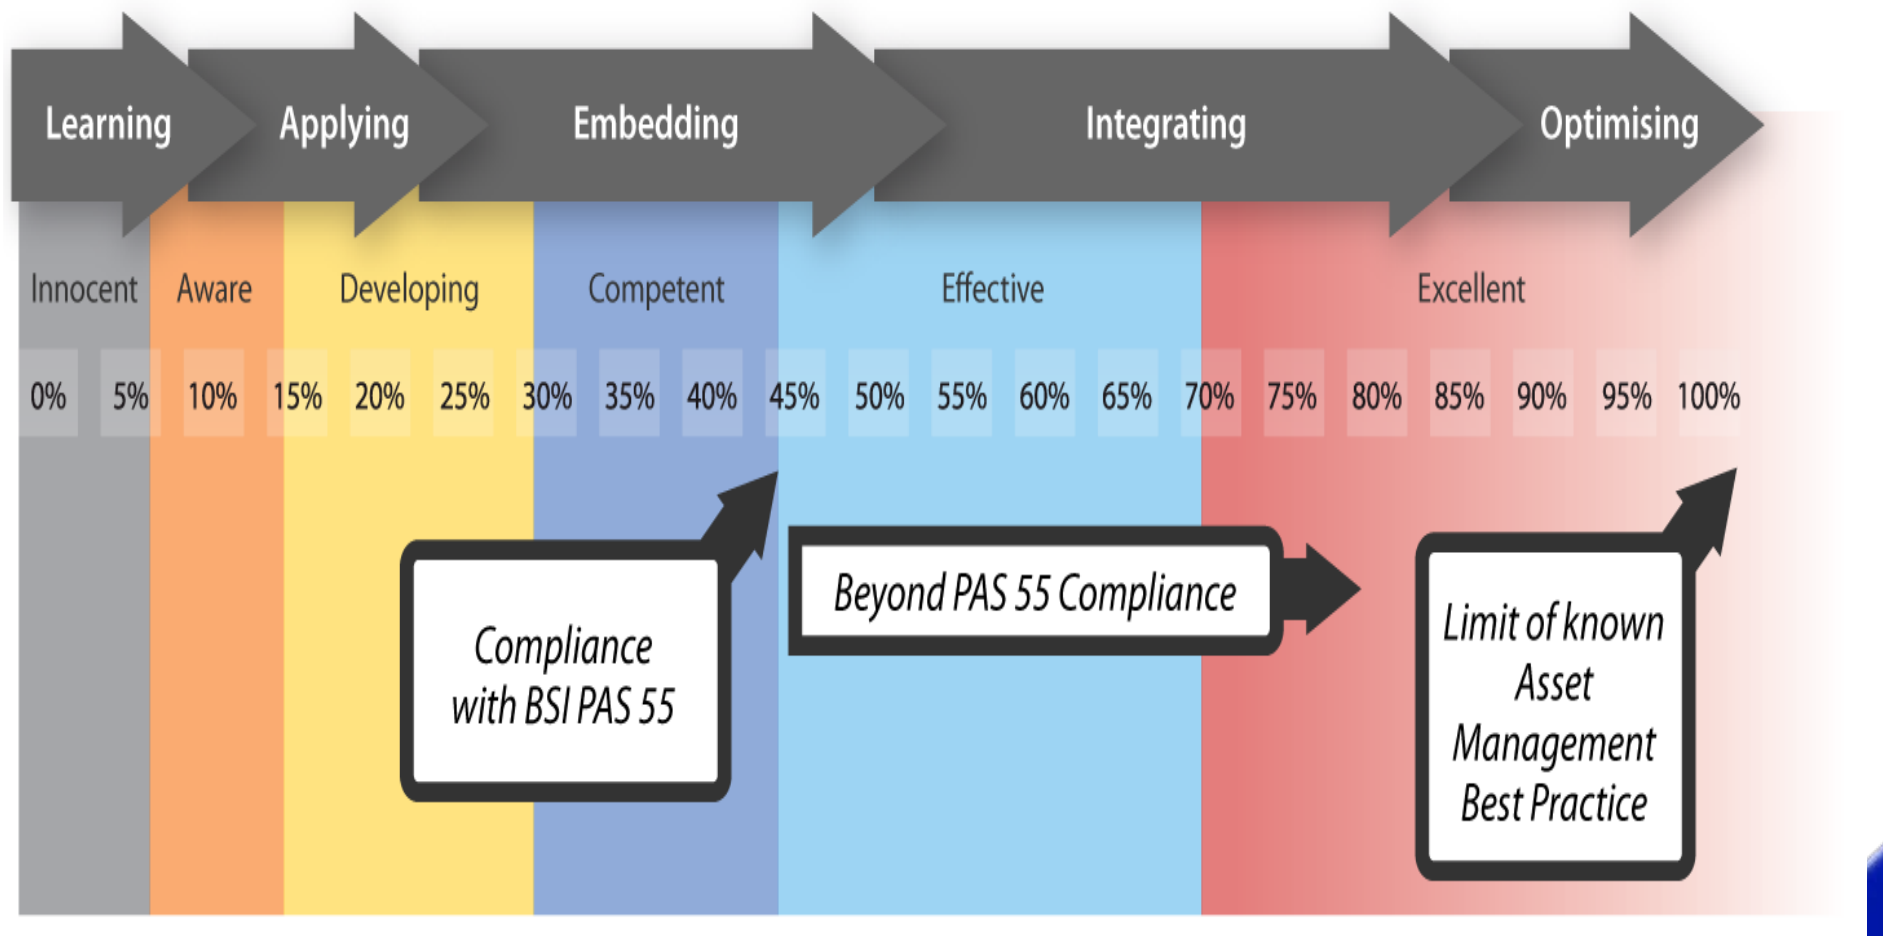 Learning Applying Embedding Integrating Optimising
Innocent Aware Developing Competent Effective Excellent
0% 5% 10% 15% 20% 25% 30% 35% 40% 45% 50% 55% 60% 65% 70% 75% 80% 85% 90% 95% 100%
Compliance
with BSI PAS 55
Beyond PAS 55 Compliance
Limit of known
Asset
Management
Best Practice